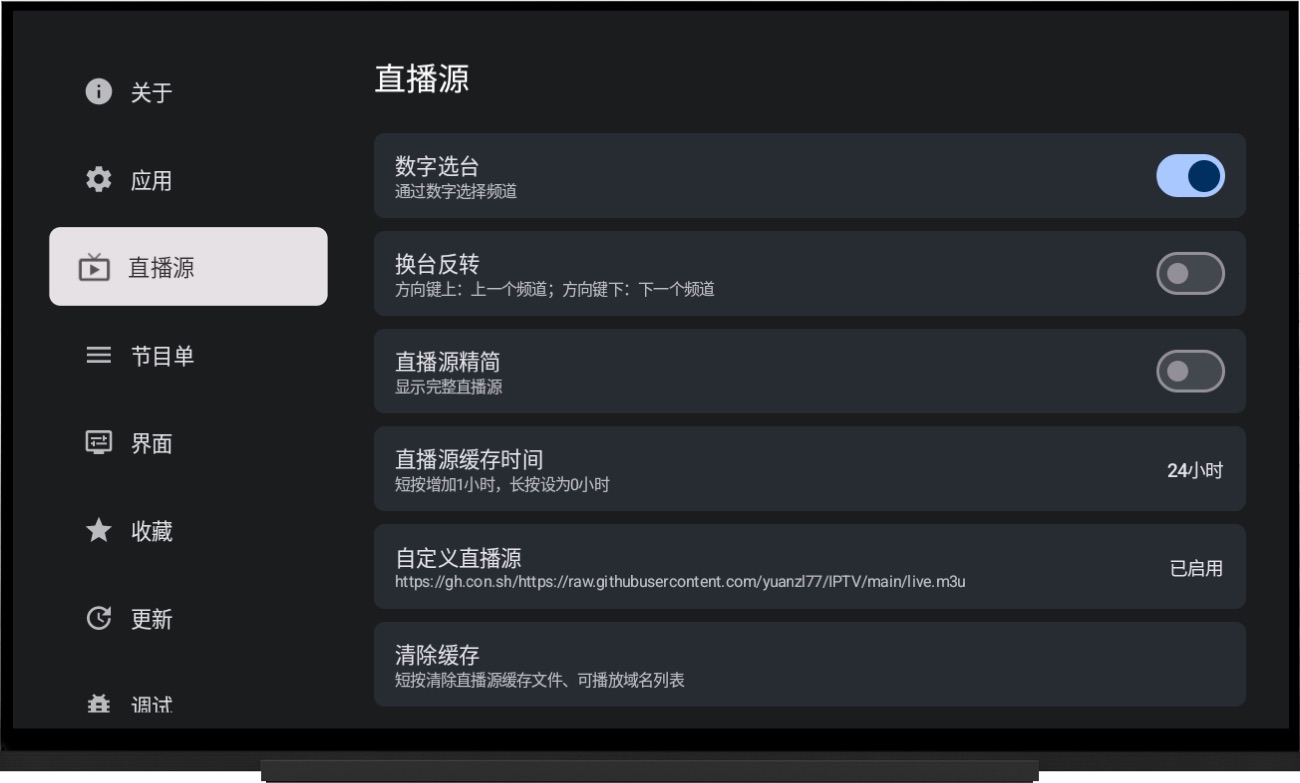 关于
应用
直播源
节目单
界面
收藏
更新
调试
直播源
数字选台
通过数字选择频道
换台反转
方向键上：上一个频道；方向键下：下一个频道
直播源精简
显示完整直播源
直播源缓存时间
短按增加1小时，长按设为0小时
24小时
自定义直播源
https://gh.con.sh/https://raw.githubusercontent.com/yuanzl77/IPTV/main/live.m3u
已启用
清除缓存
短按清除直播源缓存文件、可播放域名列表